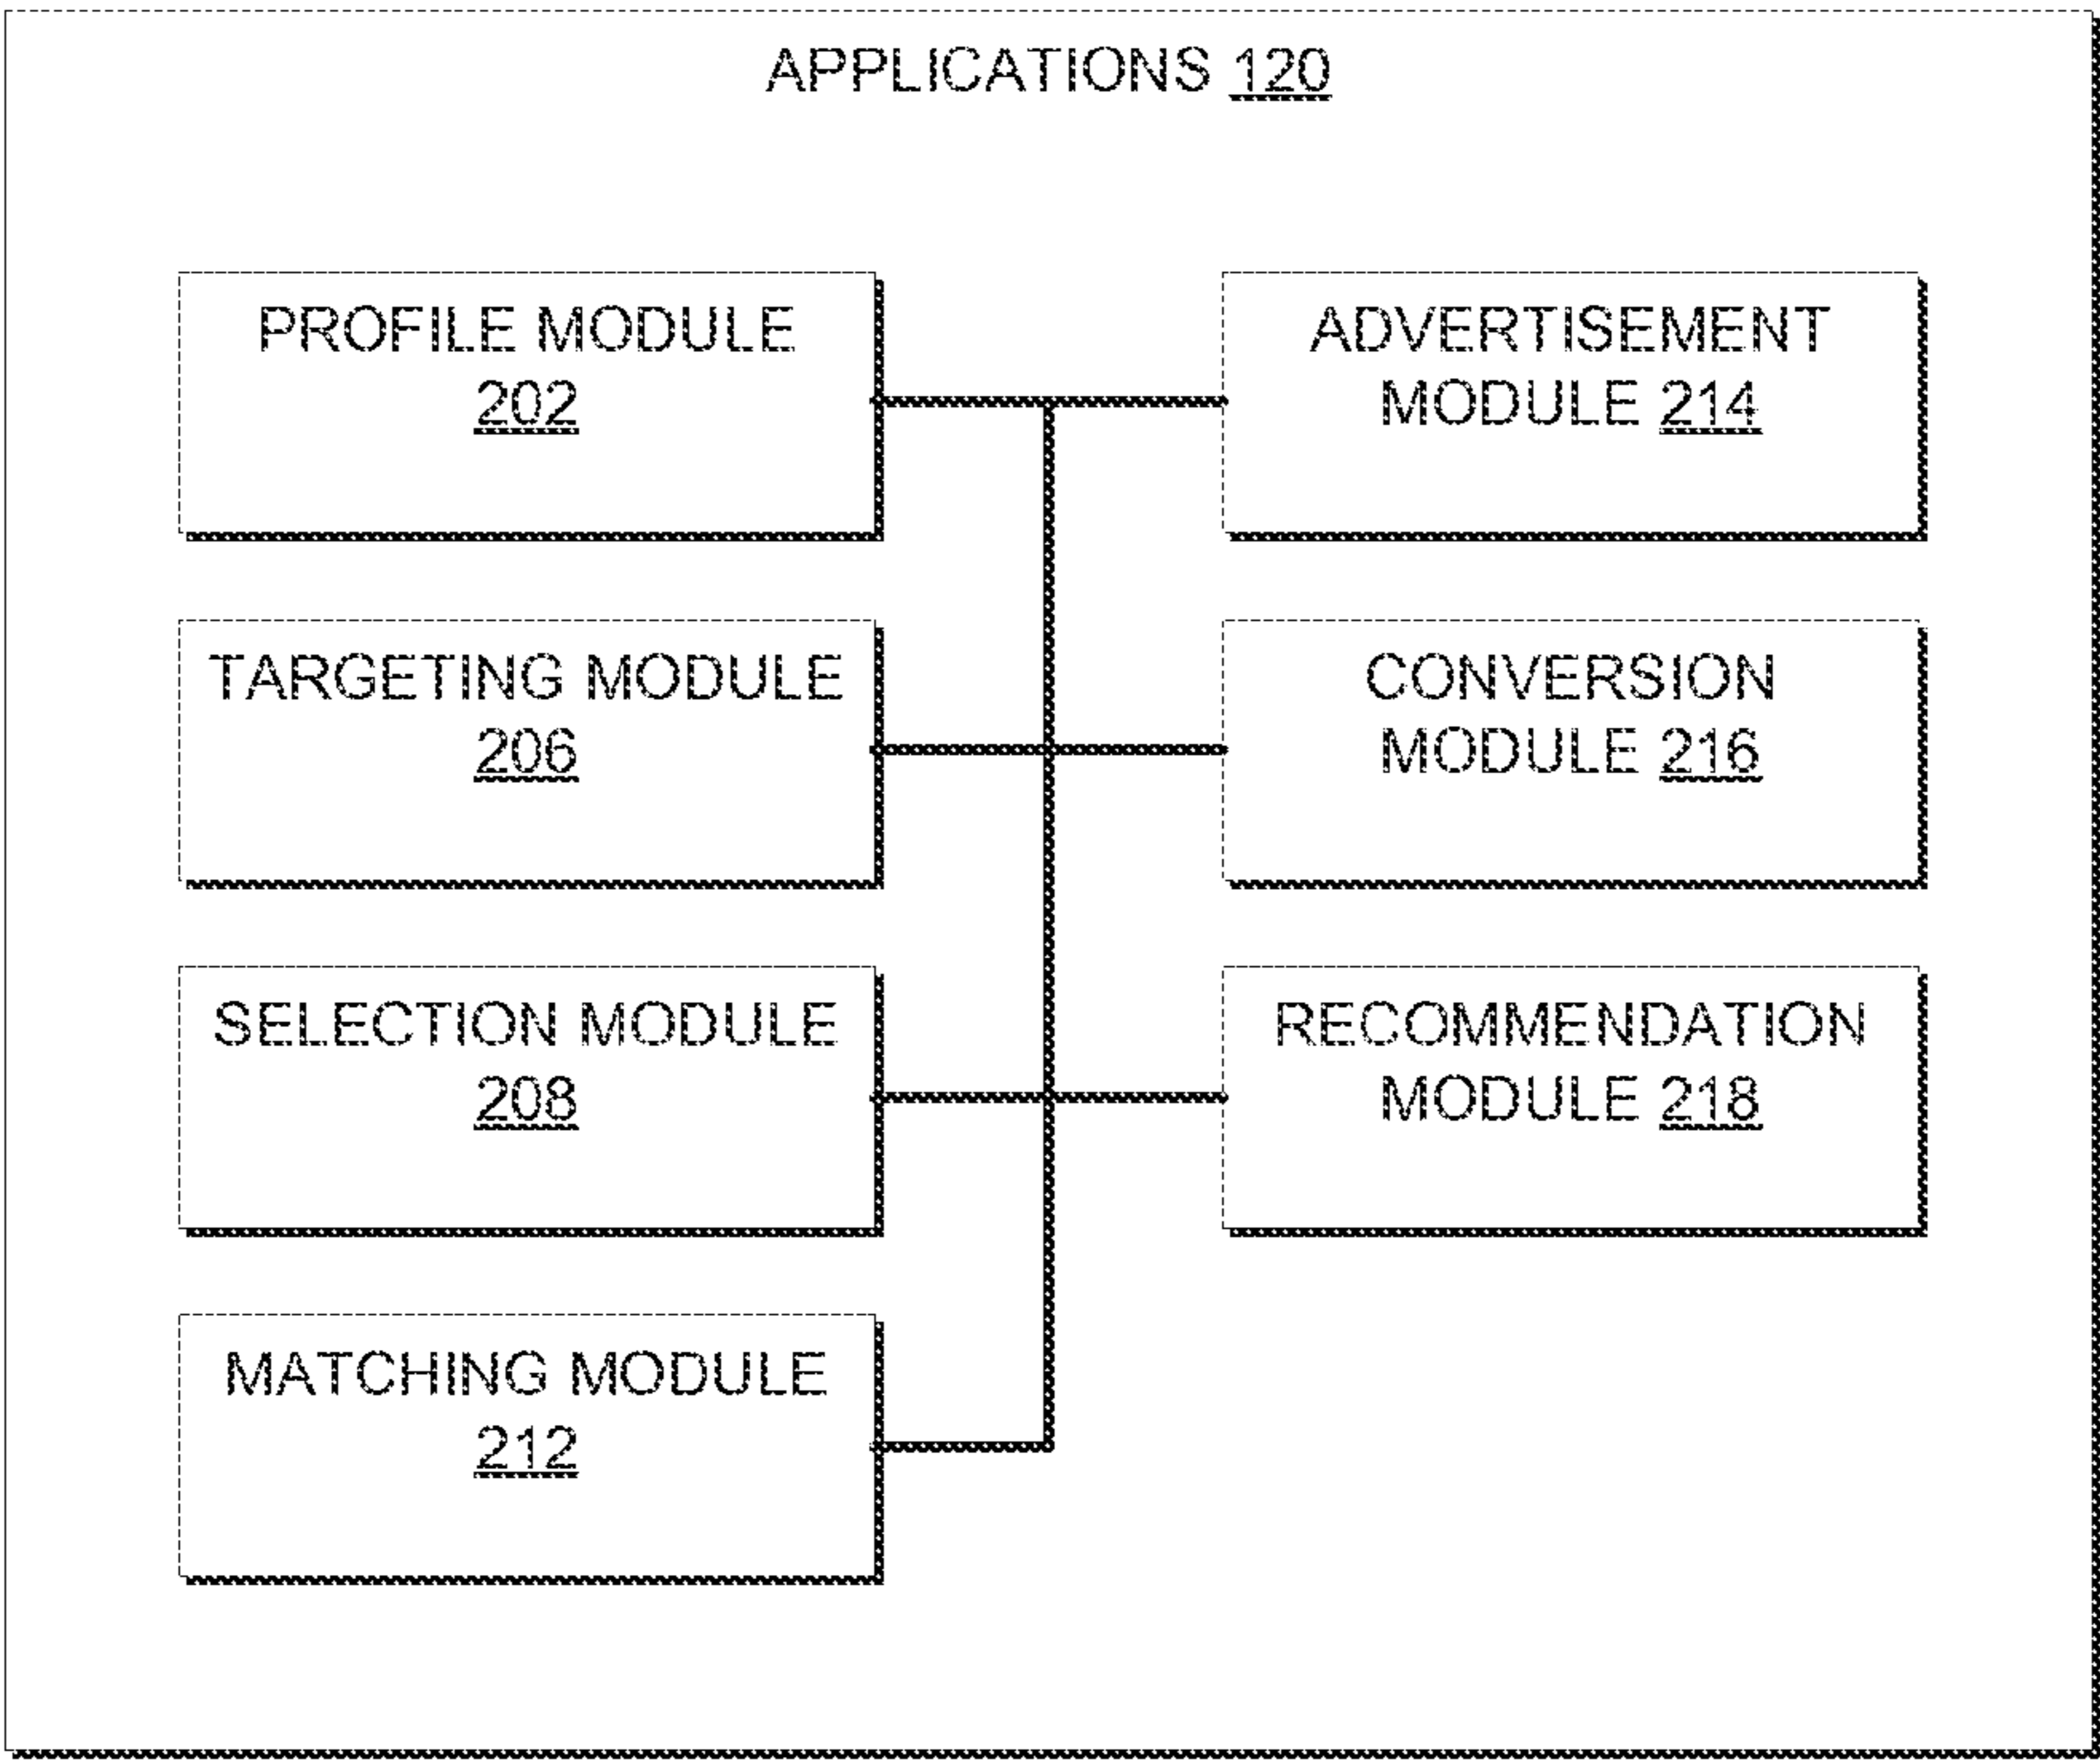 APPLICATIONS 120
PROFILE MODULE
202
TARGETING MODULE
206
SELECTION MODULE
208
MATCHING MODULE
212
ADVERTISEMENT
MODULE 214
CONVERSION
MODULE 216
RECOMMENDATION
MODULE 218